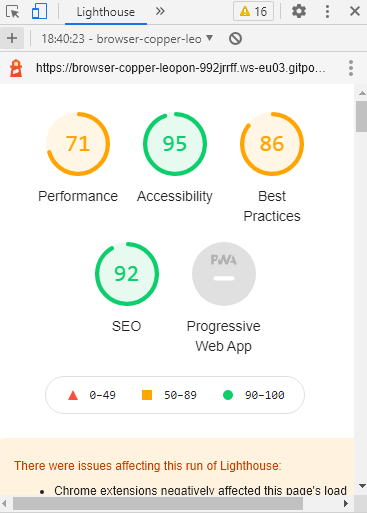 Lighthouse
16
18:40:23 - browser-copper-leo
https://browser-copper-leopon-992jrrff.ws-eu03.gitpo…
71
95
86
Performance
Accessibility
Best
Practices
92
PWA
SEO
Progressive
Web App
0–49
50–89
90–100
There were issues affecting this run of Lighthouse:
Chrome extensions negatively affected this page's load